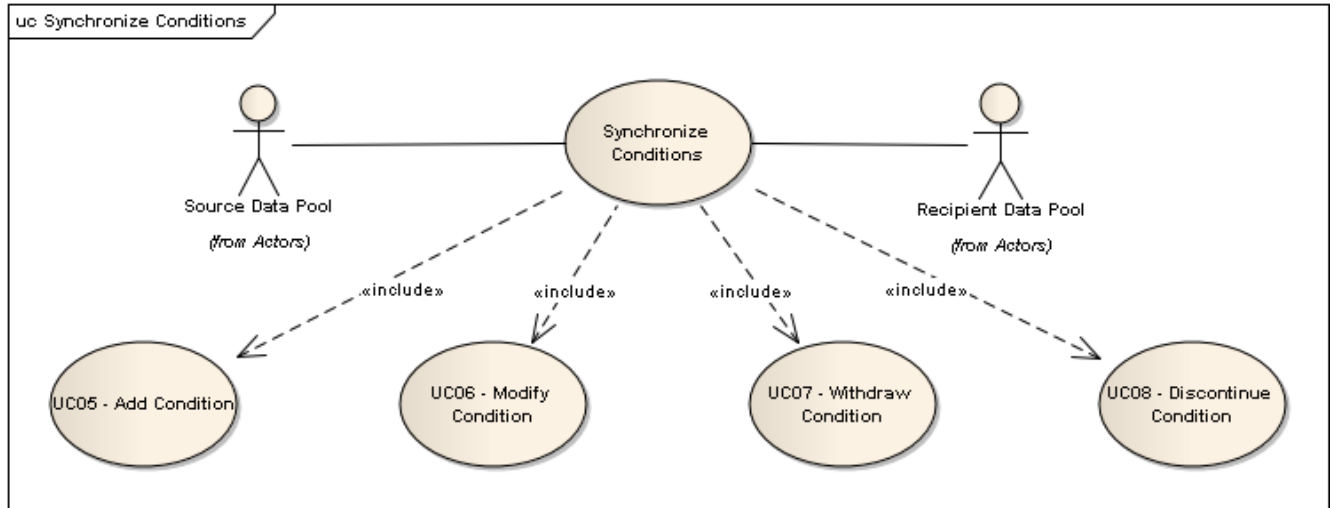 uc Synchronize Conditions
Synchronize
Conditions
Source Data Pool
(from Actors)
Recipient Data Pool
(from Actors)
«include»
«include»
«include»
«include»
UC05 - Add Condition
UC06 - Modify
Condition
UC07 - Withdraw
Condition
UC08 - Discontinue
Condition